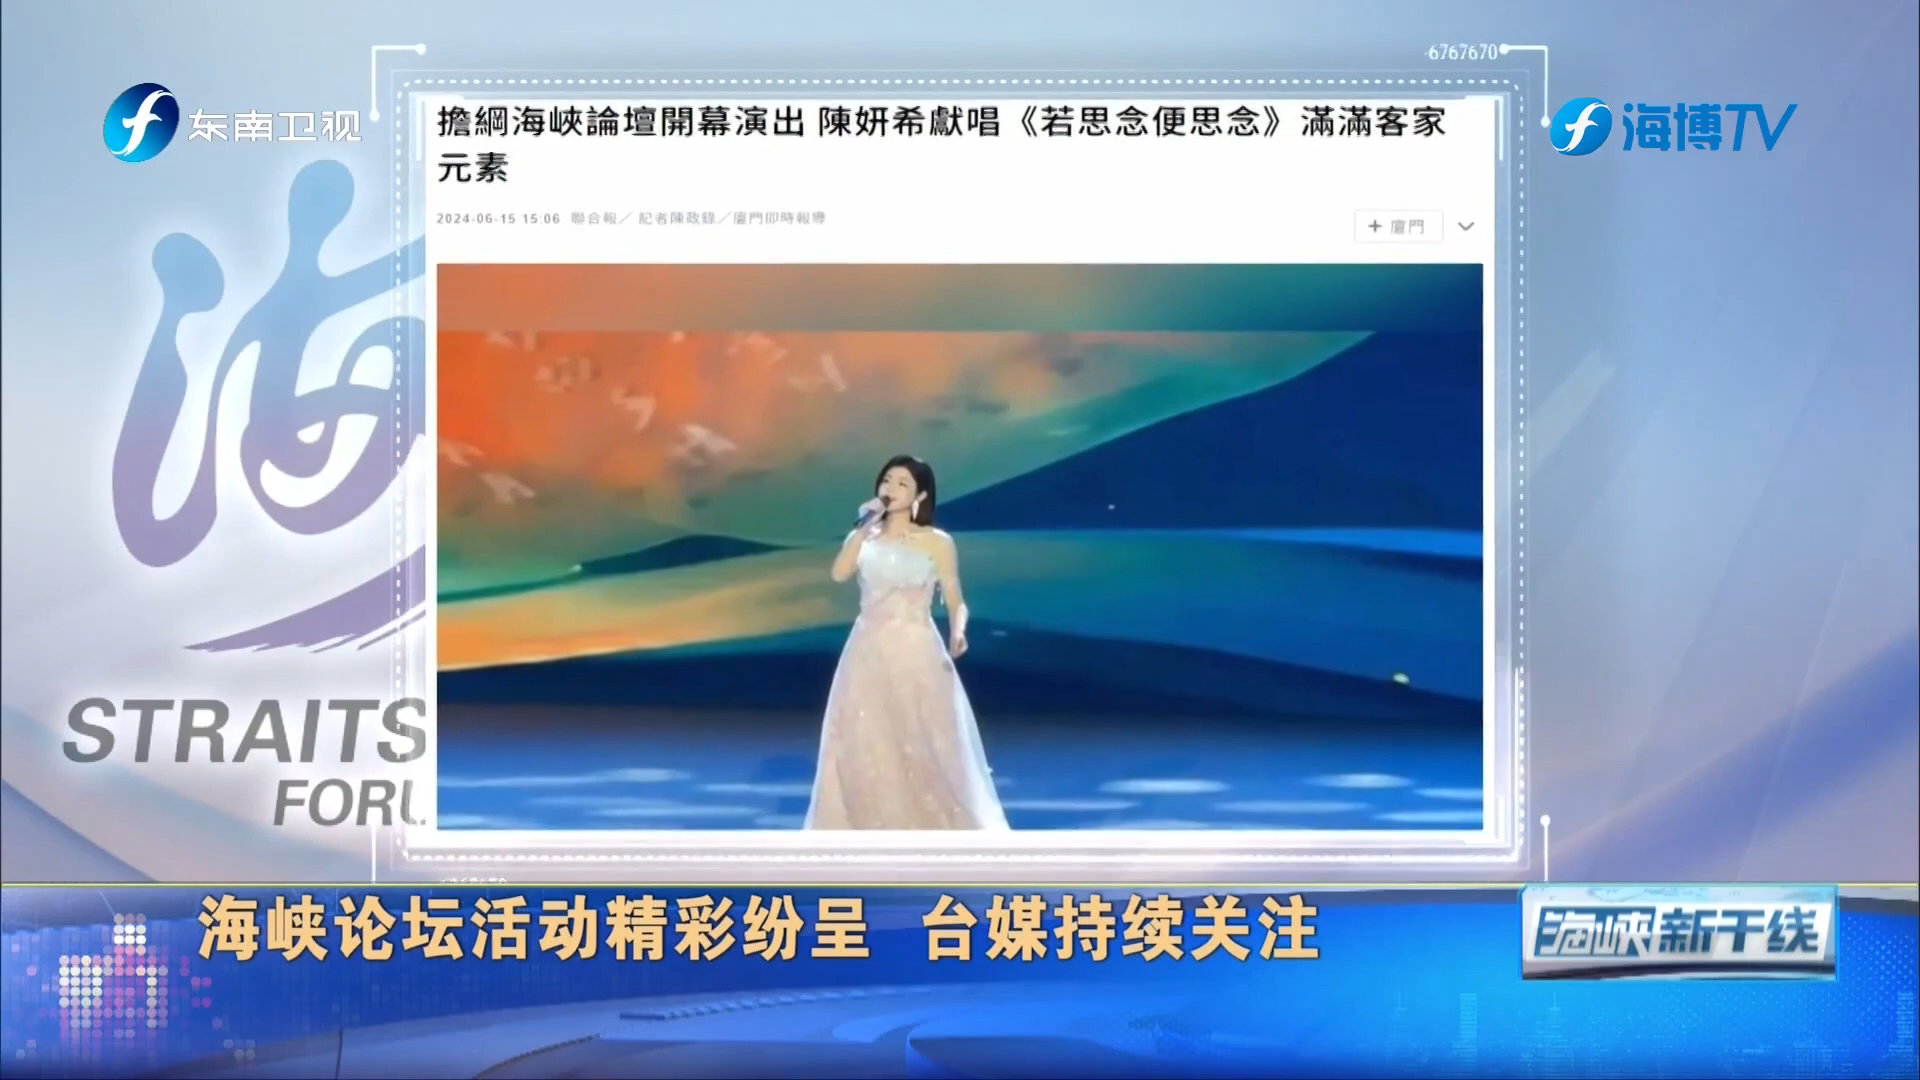 -6767670
东南卫视
海博TV
擔綱海峽論壇開幕演出 陳妍希獻唱《若思念便思念》滿滿客家
元素
2024-06-15 15:06 聯合報／ 記者陳政錄／廈門即時報導
+ 廈門
海
STRAITS
FORU
海峡论坛活动精彩纷呈 台媒持续关注
海峡新干线